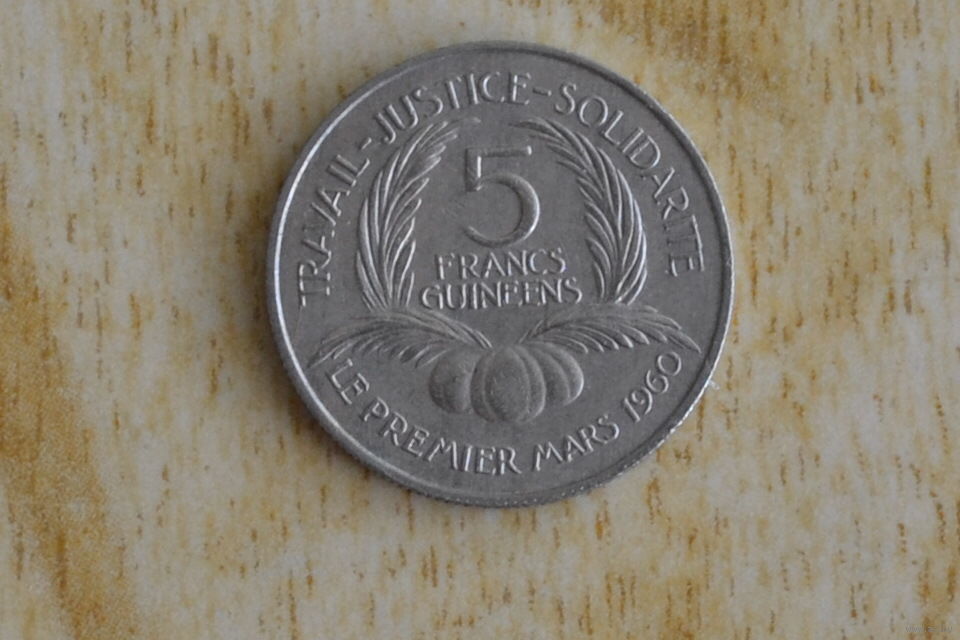 TRAVAIL-JUSTICE-SOLIDARITE
5
FRANCS
GUINEENS
LE PREMIER MARS 1960